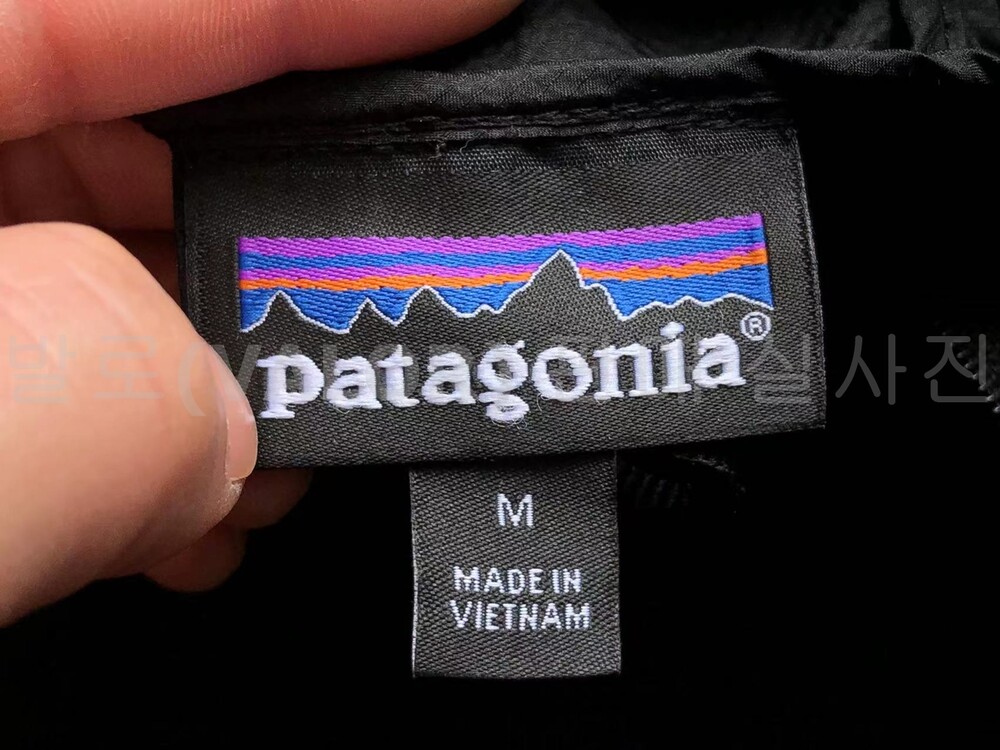 patagonia®
M
MADE IN
VIETNAM
발로
실사진